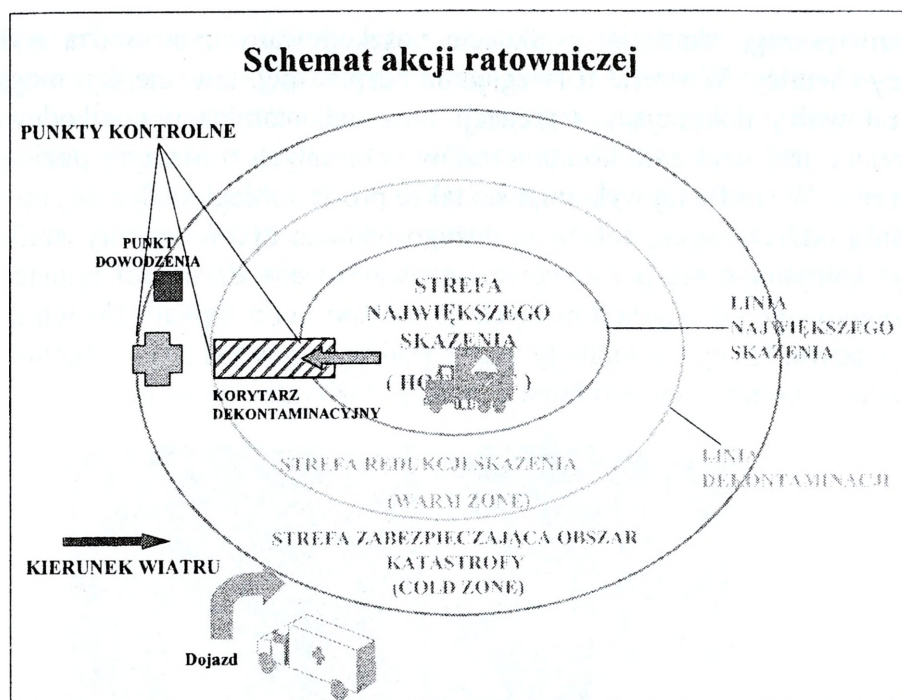 Schemat akcji ratowniczej
PUNKTY KONTROLNE
PUNKT
DOWODZENIA
STREFA
NAJWIĘKSZEGO
SKAŻENIA
( HO )
LINIA
NAJWIĘKSZEGO
SKAŻENIA
KORYTARZ
DEKONTAMINACYJNY
STREFA REDUKCJI SKAŻENIA
(WARM ZONE)
LINIA
DEKONTAMINACJI
STREFA ZABEZPIECZAJĄCA OBSZAR
KATASTROFY
(COLD ZONE)
KIERUNEK WIATRU
Dojazd